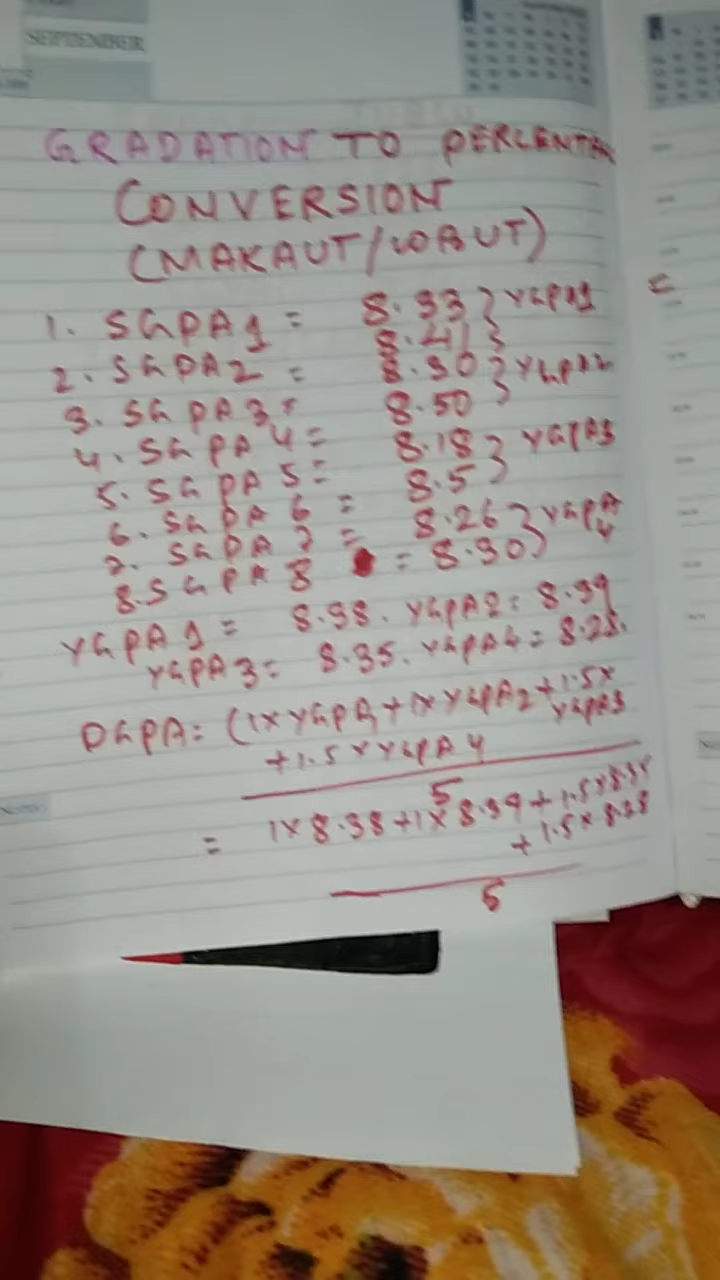 SEPTEMBER
GRADATION TO PERCENTA
CONVERSION
(MAKAUT/WBUT)
1. SGPA1 = 8.33 } YGPA1 =
2. SGPA2 = 8.41
3. SGPA3 = 8.30 } YGPA2
4. SGPA4 = 8.50
5. SGPA5 = 8.18 } YGPA3
6. SGPA6 = 8.5
7. SGPA7 = 8.26 } YGPA4
8. SGPA8 = 8.30
YGPA1 = 8.38. YGPA2 = 8.39
YGPA3 = 8.35. YGPA4 = 8.28.
DGPA = (1×YGPA1+1×YGPA2+1.5×YGPA3
+1.5×YGPA4
5
= 1×8.38+1×8.39+1.5×8.35
+1.5×8.28
5